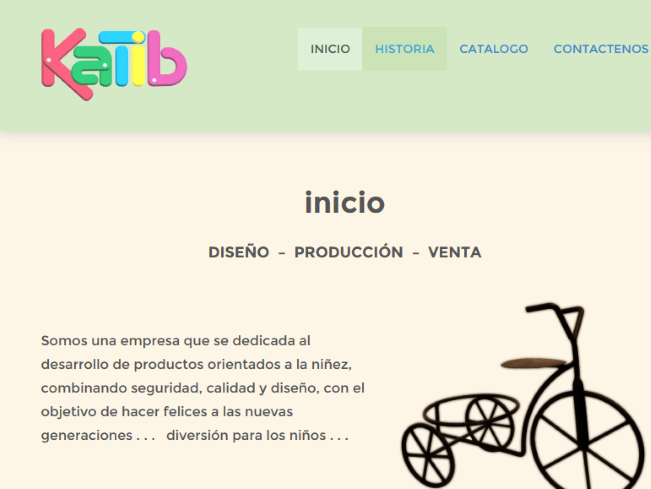 KaTib
INICIO HISTORIA CATALOGO CONTACTENOS
inicio
DISEÑO – PRODUCCIÓN – VENTA
Somos una empresa que se dedicada al
desarrollo de productos orientados a la niñez,
combinando seguridad, calidad y diseño, con el
objetivo de hacer felices a las nuevas
generaciones . . . diversión para los niños . . .